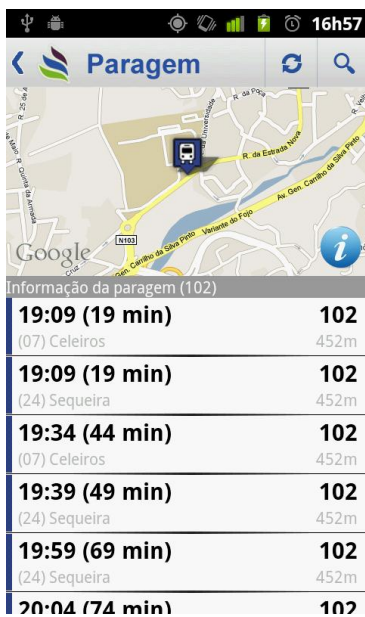 16h57
Paragem
R. 25 de A
R. da Poça
da Universidade
R. da Estrada Nova
R. Quinta da Armada
N103
Av. Gen. Carrilho da Silva Pinto
Variante do Fojo
Gen. Carrilho da Silva Pinto
Google
i
Informação da paragem (102)
19:09 (19 min) 102
(07) Celeiros 452m
19:09 (19 min) 102
(24) Sequeira 452m
19:34 (44 min) 102
(07) Celeiros 452m
19:39 (49 min) 102
(24) Sequeira 452m
19:59 (69 min) 102
(24) Sequeira 452m
20:04 (74 min) 102